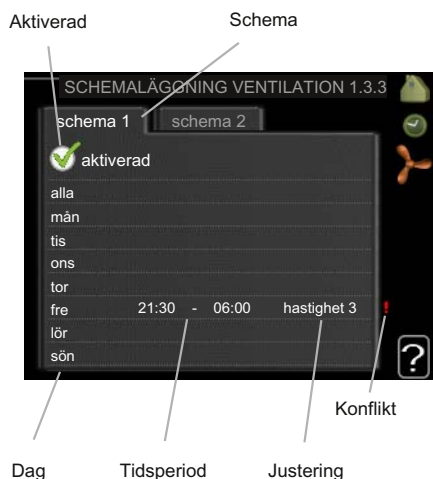 Aktiverad Schema
SCHEMALÄGGNING VENTILATION 1.3.3
schema 1 schema 2
aktiverad
alla
mån
tis
ons
tor
fre 21:30 - 06:00 hastighet 3 !
lör
sön
?
Konflikt
Dag Tidsperiod Justering